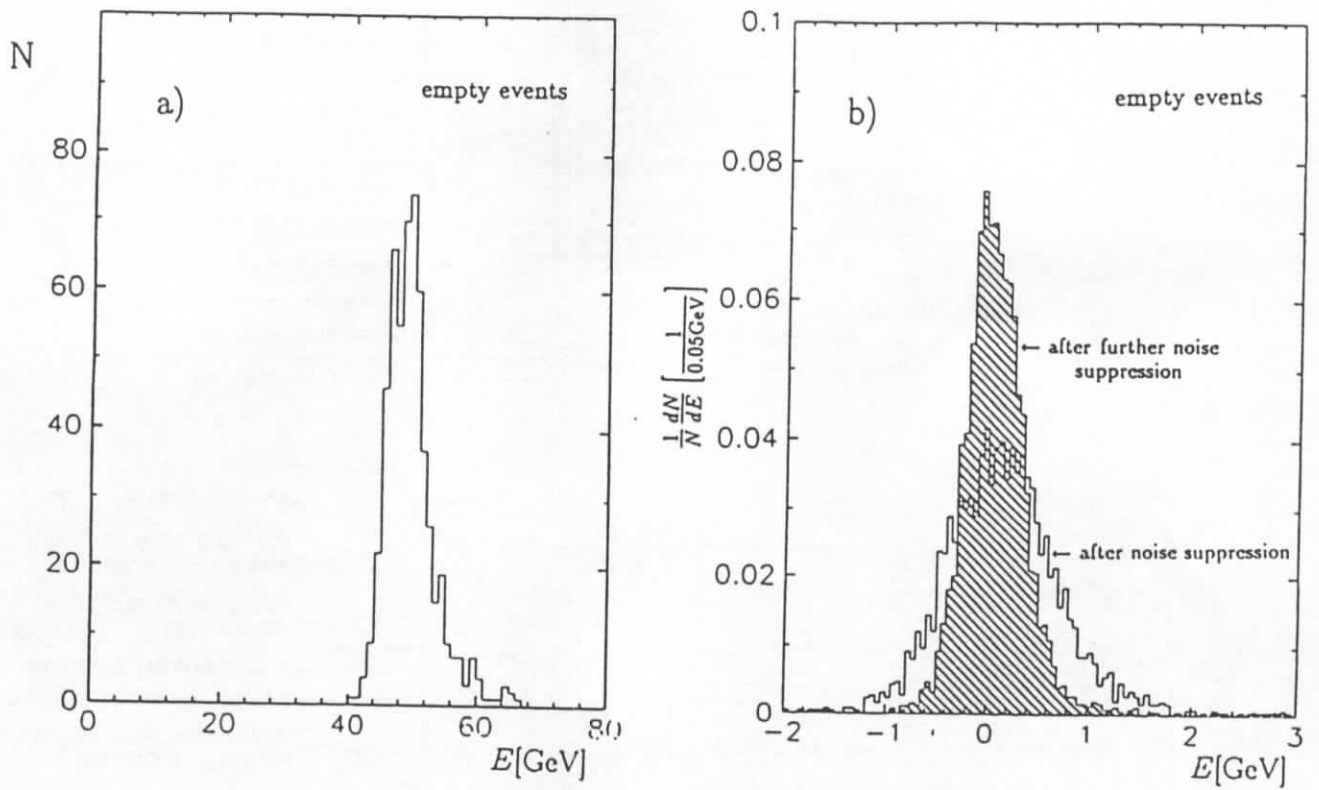 N
a)
empty events
80
60
40
20
0
0
20
40
60
80
E[GeV]
0.1
b)
empty events
0.08
0.06
0.04
0.02
0
1/N dN/dE [1/0.05GeV]
← after further noise
suppression
← after noise suppression
−2
−1
0
1
2
3
E[GeV]